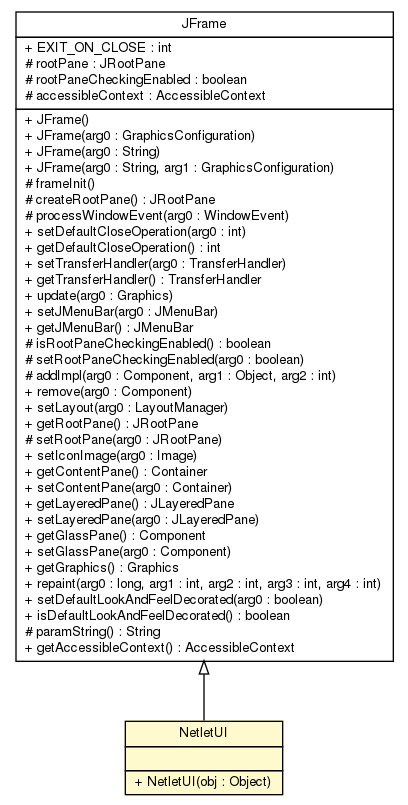 JFrame
+ EXIT_ON_CLOSE : int
# rootPane : JRootPane
# rootPaneCheckingEnabled : boolean
# accessibleContext : AccessibleContext
+ JFrame()
+ JFrame(arg0 : GraphicsConfiguration)
+ JFrame(arg0 : String)
+ JFrame(arg0 : String, arg1 : GraphicsConfiguration)
# frameInit()
# createRootPane() : JRootPane
# processWindowEvent(arg0 : WindowEvent)
+ setDefaultCloseOperation(arg0 : int)
+ getDefaultCloseOperation() : int
+ setTransferHandler(arg0 : TransferHandler)
+ getTransferHandler() : TransferHandler
+ update(arg0 : Graphics)
+ setJMenuBar(arg0 : JMenuBar)
+ getJMenuBar() : JMenuBar
# isRootPaneCheckingEnabled() : boolean
# setRootPaneCheckingEnabled(arg0 : boolean)
# addImpl(arg0 : Component, arg1 : Object, arg2 : int)
+ remove(arg0 : Component)
+ setLayout(arg0 : LayoutManager)
+ getRootPane() : JRootPane
# setRootPane(arg0 : JRootPane)
+ setIconImage(arg0 : Image)
+ getContentPane() : Container
+ setContentPane(arg0 : Container)
+ getLayeredPane() : JLayeredPane
+ setLayeredPane(arg0 : JLayeredPane)
+ getGlassPane() : Component
+ setGlassPane(arg0 : Component)
+ getGraphics() : Graphics
+ repaint(arg0 : long, arg1 : int, arg2 : int, arg3 : int, arg4 : int)
+ setDefaultLookAndFeelDecorated(arg0 : boolean)
+ isDefaultLookAndFeelDecorated() : boolean
# paramString() : String
+ getAccessibleContext() : AccessibleContext
NetletUI
+ NetletUI(obj : Object)